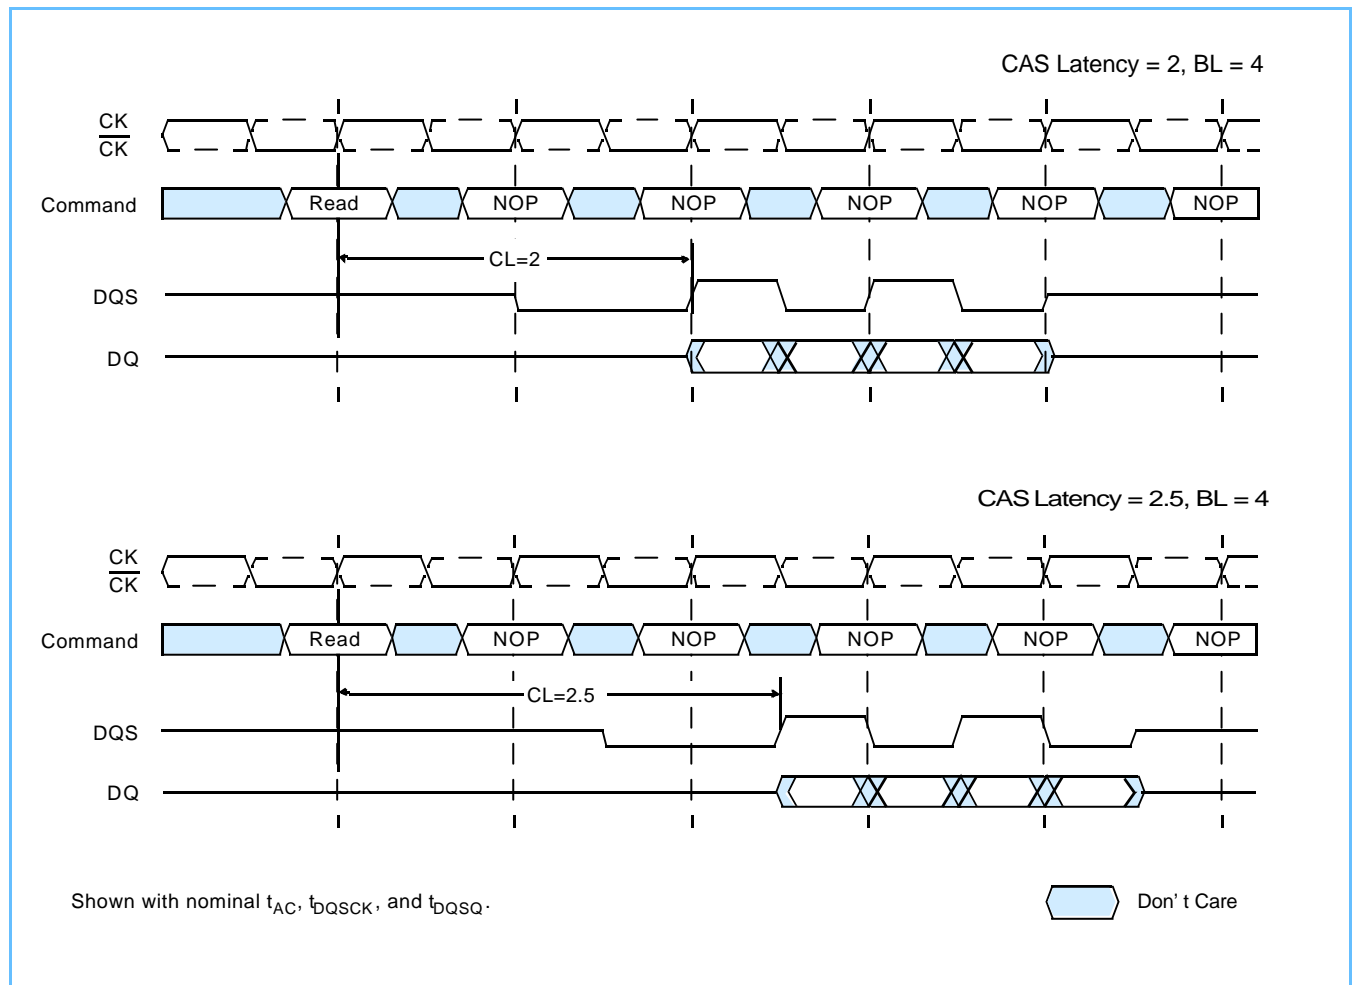 CAS Latency = 2, BL = 4
CK
CK
Command
Read
NOP
NOP
NOP
NOP
NOP
CL=2
DQS
DQ
CAS Latency = 2.5, BL = 4
CK
CK
Command
Read
NOP
NOP
NOP
NOP
NOP
CL=2.5
DQS
DQ
Shown with nominal tAC, tDQSCK, and tDQSQ.
Don' t Care